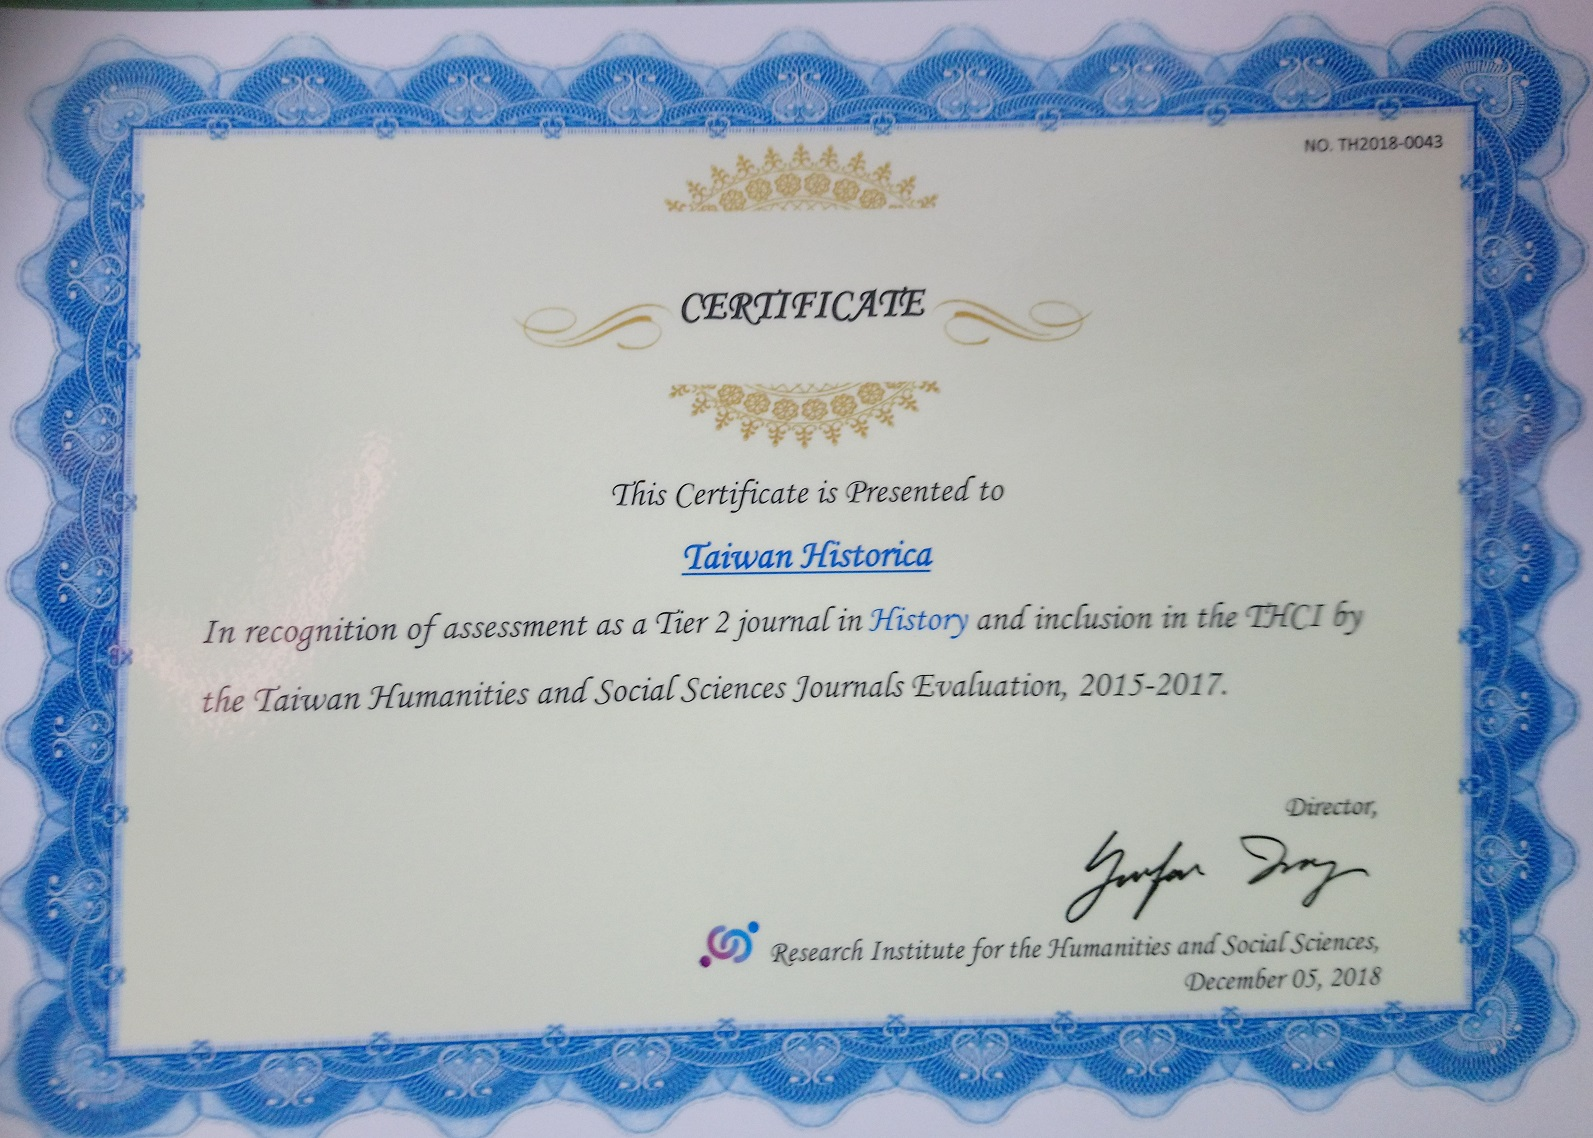 NO. TH2018-0043
CERTIFICATE
This Certificate is Presented to
Taiwan Historica
In recognition of assessment as a Tier 2 journal in History and inclusion in the THCI by
the Taiwan Humanities and Social Sciences Journals Evaluation, 2015-2017.
Director,
Research Institute for the Humanities and Social Sciences,
December 05, 2018